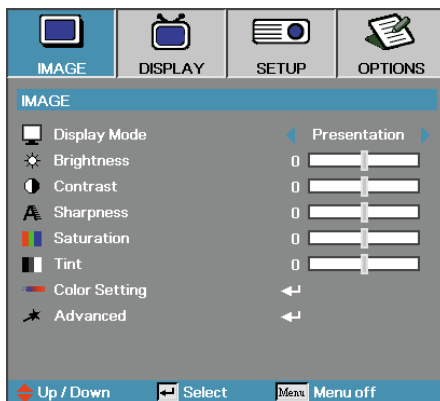 IMAGE DISPLAY SETUP OPTIONS
IMAGE
Display Mode Presentation
Brightness 0
Contrast 0
Sharpness 0
Saturation 0
Tint 0
Color Setting
Advanced
Up / Down Select Menu Menu off